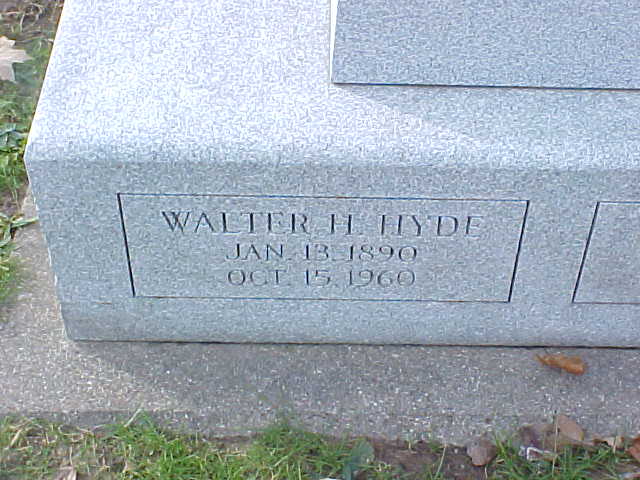 WALTER H. HYDE
JAN. 13, 1890
OCT. 15, 1960